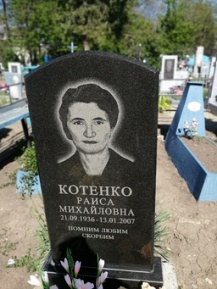 КОТЕНКО
РАИСА
МИХАЙЛОВНА
21.09.1936 - 13.01.2007
ПОМНИМ ЛЮБИМ
СКОРБИМ